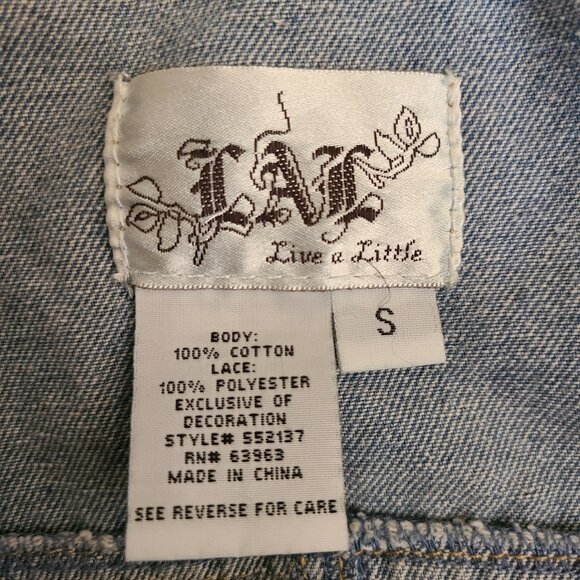 LAL
Live a Little
S
BODY:
100% COTTON
LACE:
100% POLYESTER
EXCLUSIVE OF
DECORATION
STYLE# 552137
RN# 63963
MADE IN CHINA
SEE REVERSE FOR CARE